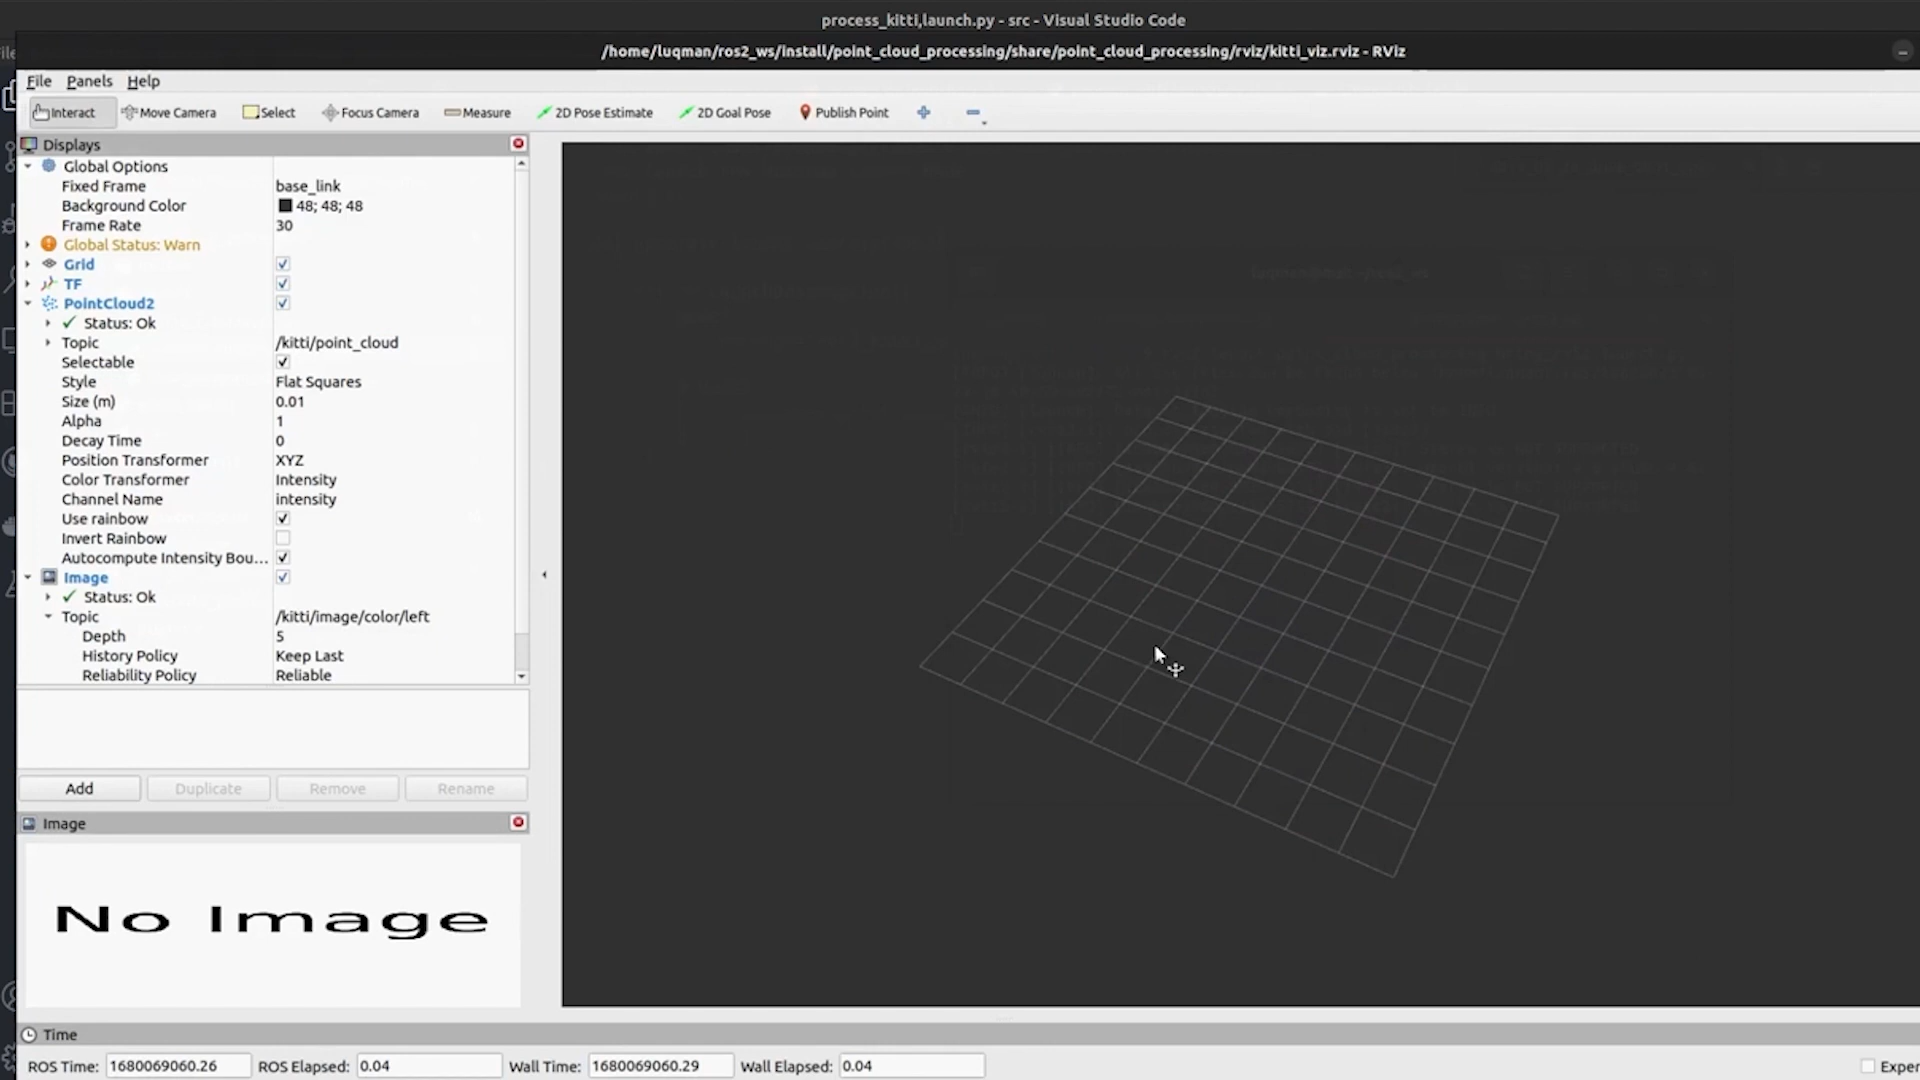 process_kitti,launch.py - src - Visual Studio Code
/home/luqman/ros2_ws/install/point_cloud_processing/share/point_cloud_processing/rviz/kitti_viz.rviz - RViz
File Panels Help
Interact Move Camera Select Focus Camera Measure 2D Pose Estimate 2D Goal Pose Publish Point
Displays
Global Options
Fixed Frame base_link
Background Color 48; 48; 48
Frame Rate 30
Global Status: Warn
Grid
TF
PointCloud2
Status: Ok
Topic /kitti/point_cloud
Selectable
Style Flat Squares
Size (m) 0.01
Alpha 1
Decay Time 0
Position Transformer XYZ
Color Transformer Intensity
Channel Name intensity
Use rainbow
Invert Rainbow
Autocompute Intensity Bou...
Image
Status: Ok
Topic /kitti/image/color/left
Depth 5
History Policy Keep Last
Reliability Policy Reliable
Add Duplicate Remove Rename
Image
No Image
Time
ROS Time: 1680069060.26 ROS Elapsed: 0.04 Wall Time: 1680069060.29 Wall Elapsed: 0.04 Exper